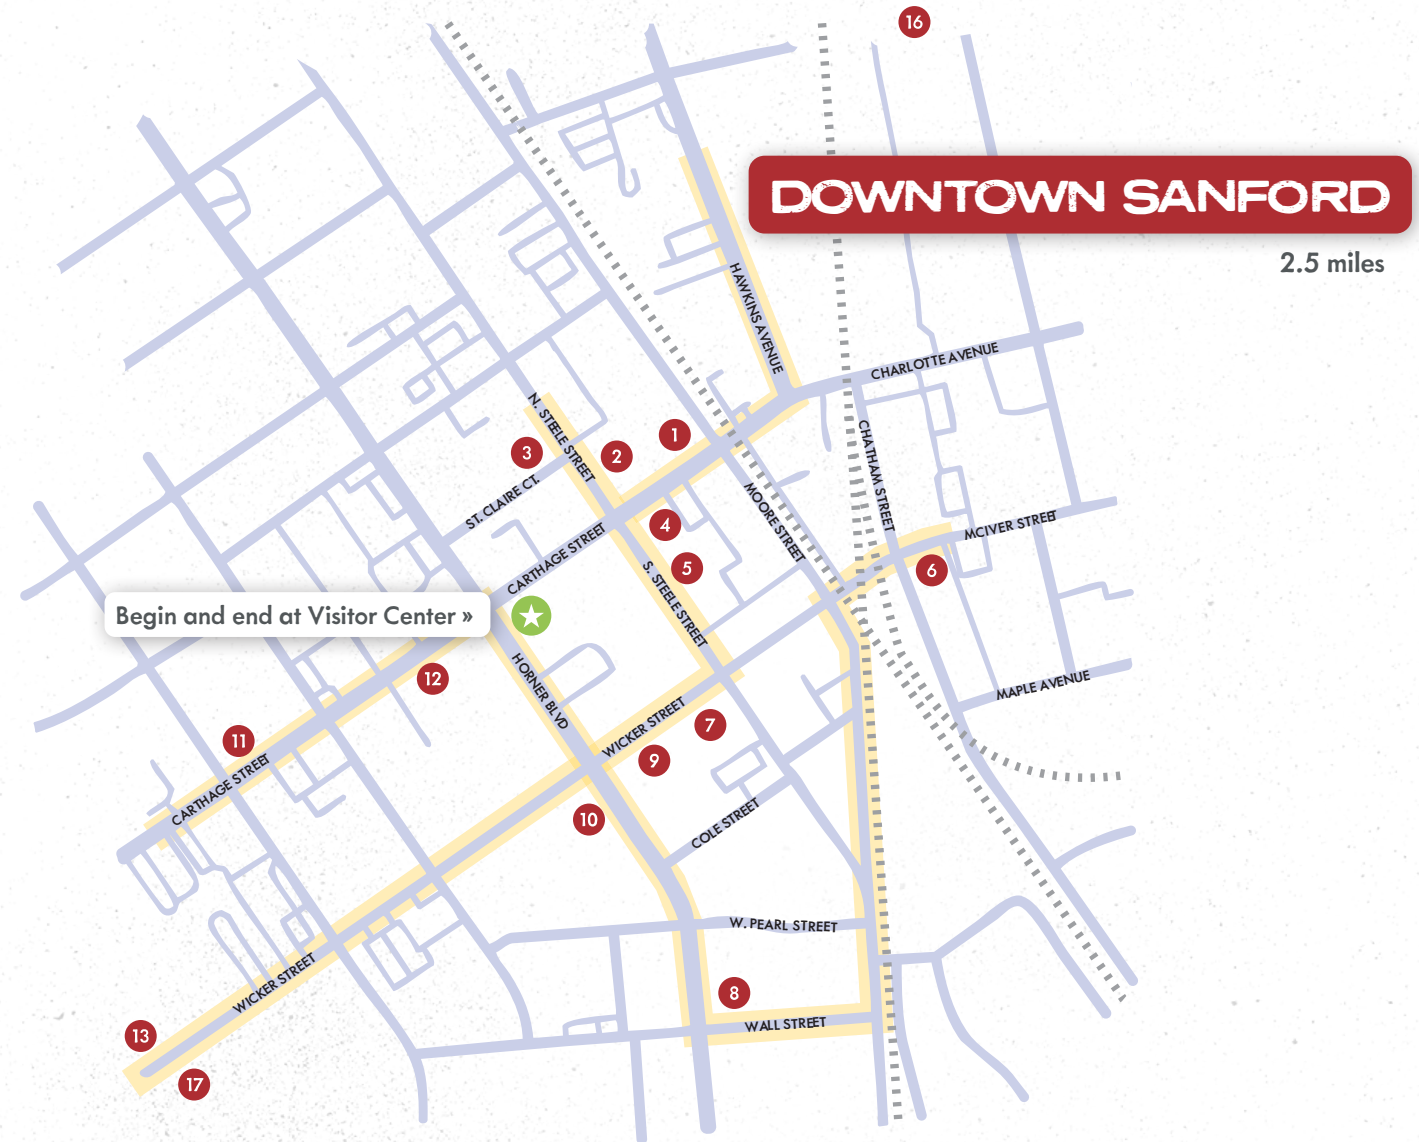 16
DOWNTOWN SANFORD
2.5 miles
HAWKINS AVENUE
CHARLOTTE AVENUE
N. STEELE STREET
1
2
3
CHATHAM STREET
ST. CLAIRE CT.
MOORE STREET
4
MCIVER STREET
CARTHAGE STREET
5
6
S. STEELE STREET
Begin and end at Visitor Center »
12
HORNER BLVD
MAPLE AVENUE
WICKER STREET
7
11
9
CARTHAGE STREET
10
COLE STREET
W. PEARL STREET
WICKER STREET
8
WALL STREET
13
17